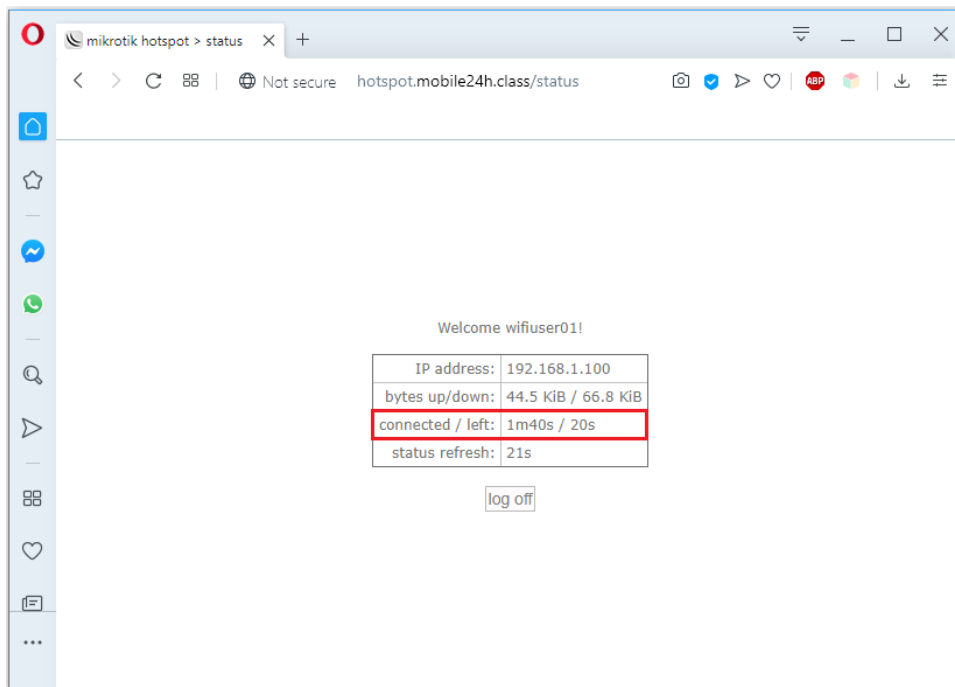 mikrotik hotspot > status
Not secure hotspot.mobile24h.class/status
ABP
Welcome wifiuser01!
IP address: 192.168.1.100
bytes up/down: 44.5 KiB / 66.8 KiB
connected / left: 1m40s / 20s
status refresh: 21s
log off